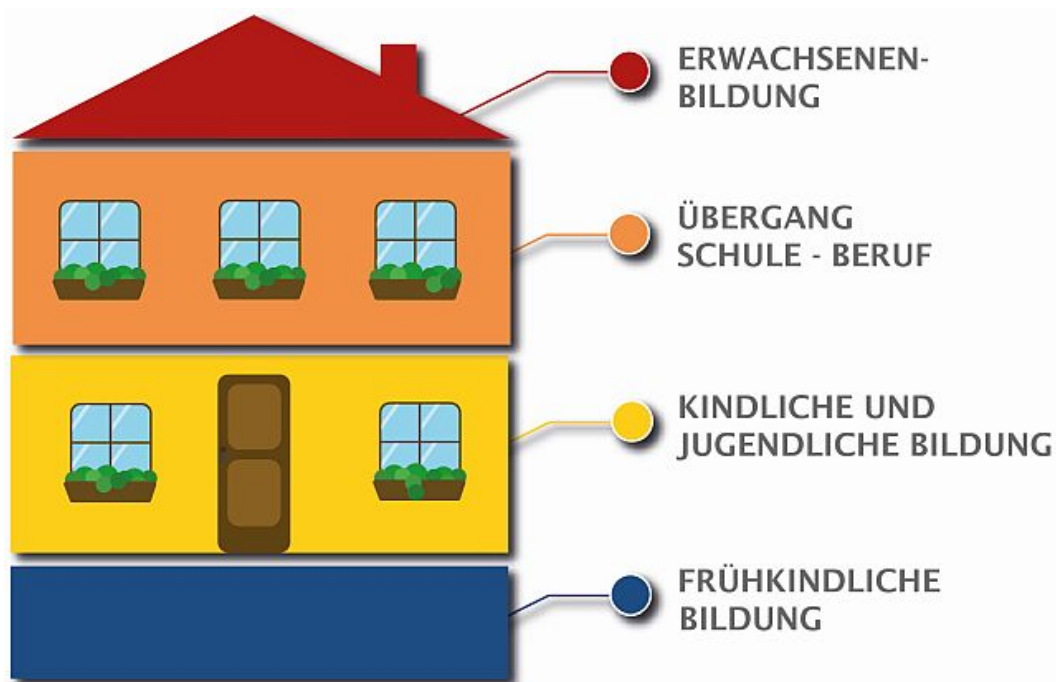 ERWACHSENEN-
BILDUNG
ÜBERGANG
SCHULE - BERUF
KINDLICHE UND
JUGENDLICHE BILDUNG
FRÜHKINDLICHE
BILDUNG